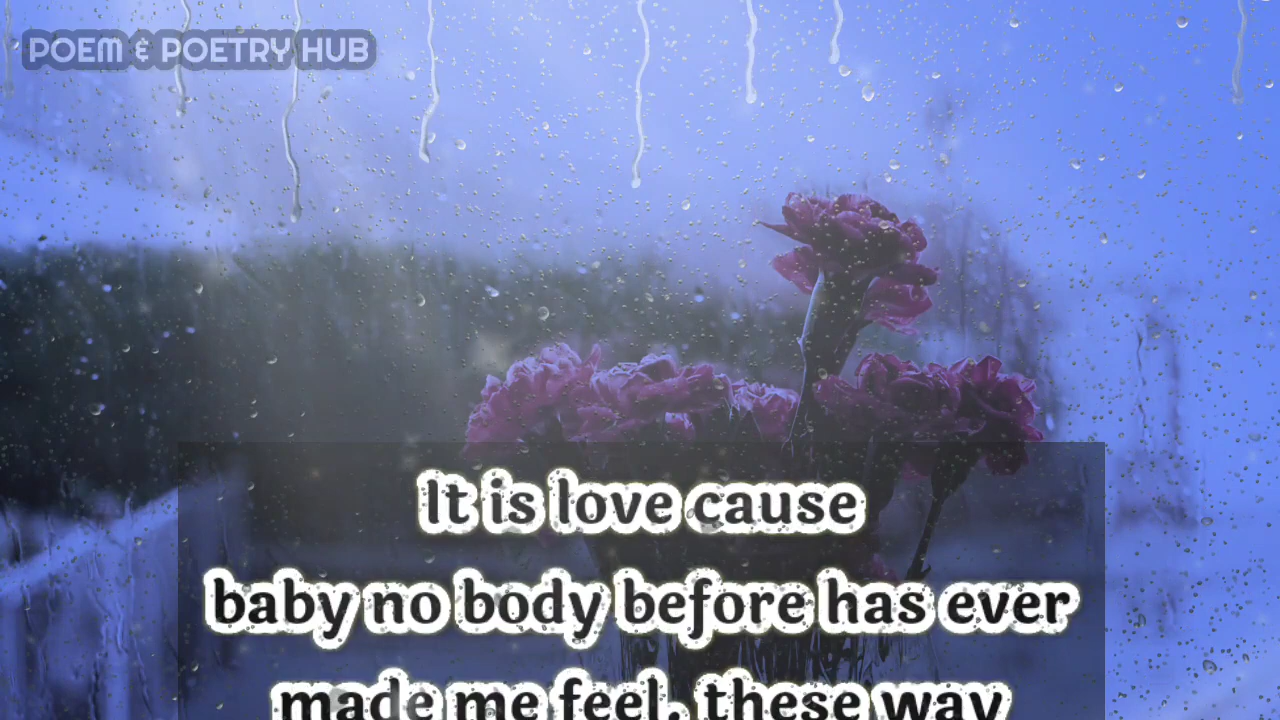 POEM & POETRY HUB
It is love cause
baby no body before has ever
made me feel, these way